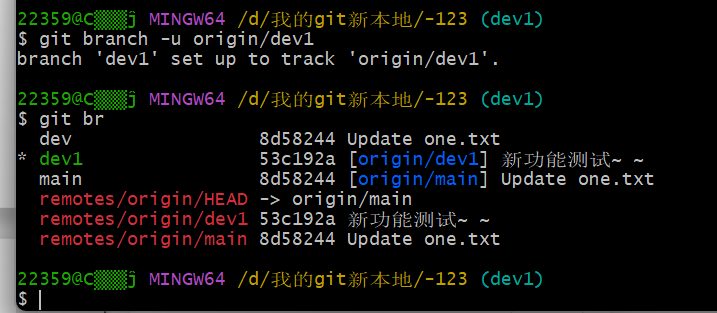 22359@C▒▒▒ĵ MINGW64 /d/我的git新本地/-123 (dev1)
$ git branch -u origin/dev1
branch 'dev1' set up to track 'origin/dev1'.
22359@C▒▒▒ĵ MINGW64 /d/我的git新本地/-123 (dev1)
$ git br
dev 8d58244 Update one.txt
* dev1 53c192a [origin/dev1] 新功能测试~ ~
main 8d58244 [origin/main] Update one.txt
remotes/origin/HEAD -> origin/main
remotes/origin/dev1 53c192a 新功能测试~ ~
remotes/origin/main 8d58244 Update one.txt
22359@C▒▒▒ĵ MINGW64 /d/我的git新本地/-123 (dev1)
$